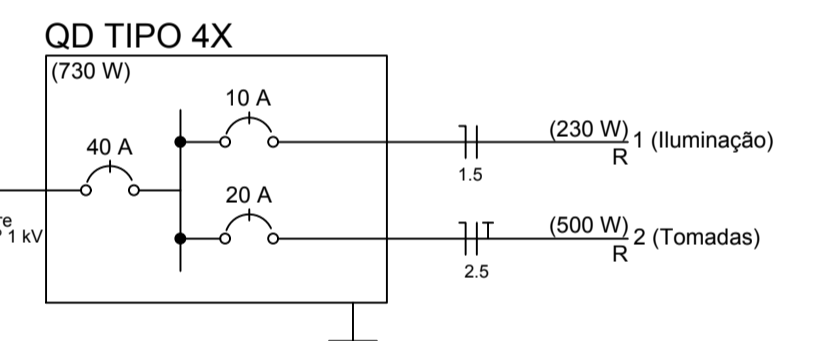 QD TIPO 4X
(730 W)
10 A
40 A
(230 W) 1 (Iluminação)
R
1.5
20 A
1 kV
T
(500 W) 2 (Tomadas)
R
2.5